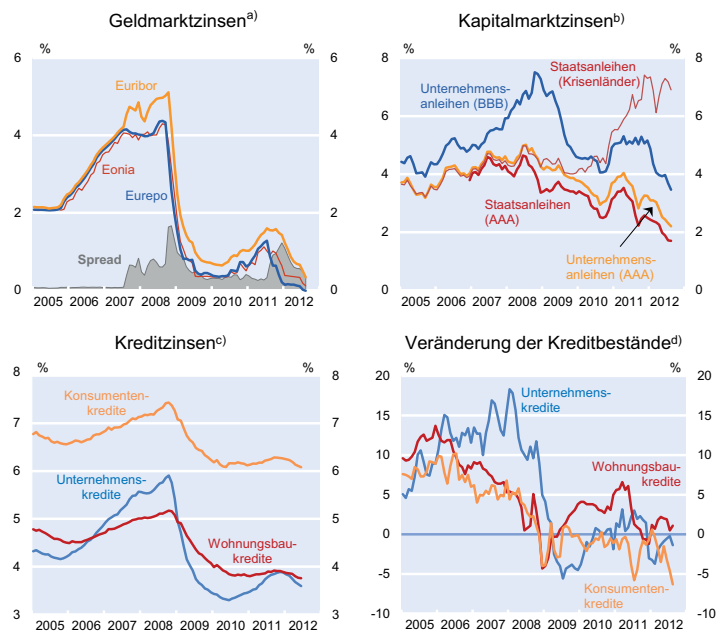 Geldmarktzinsen a)
% %
6 6
Euribor
4 4
Eonia
Eurepo
2 2
Spread
0 0
2005 2006 2007 2008 2009 2010 2011 2012
Kapitalmarktzinsen b)
% %
8 8
Staatsanleihen
(Krisenländer)
Unternehmens-
anleihen (BBB)
6 6
4 4
Staatsanleihen
(AAA)
2 2
Unternehmens-
anleihen (AAA)
0 0
2005 2006 2007 2008 2009 2010 2011 2012
Kreditzinsen c)
% %
8 8
Konsumenten-
kredite
7 7
6 6
Unternehmens-
kredite
5 5
Wohnungsbau-
kredite
4 4
3 3
2005 2006 2007 2008 2009 2010 2011 2012
Veränderung der Kreditbestände d)
% %
20 20
Unternehmens-
kredite
15 15
10 10
Wohnungsbau-
kredite
5 5
0 0
-5 -5
Konsumenten-
kredite
-10 -10
2005 2006 2007 2008 2009 2010 2011 2012